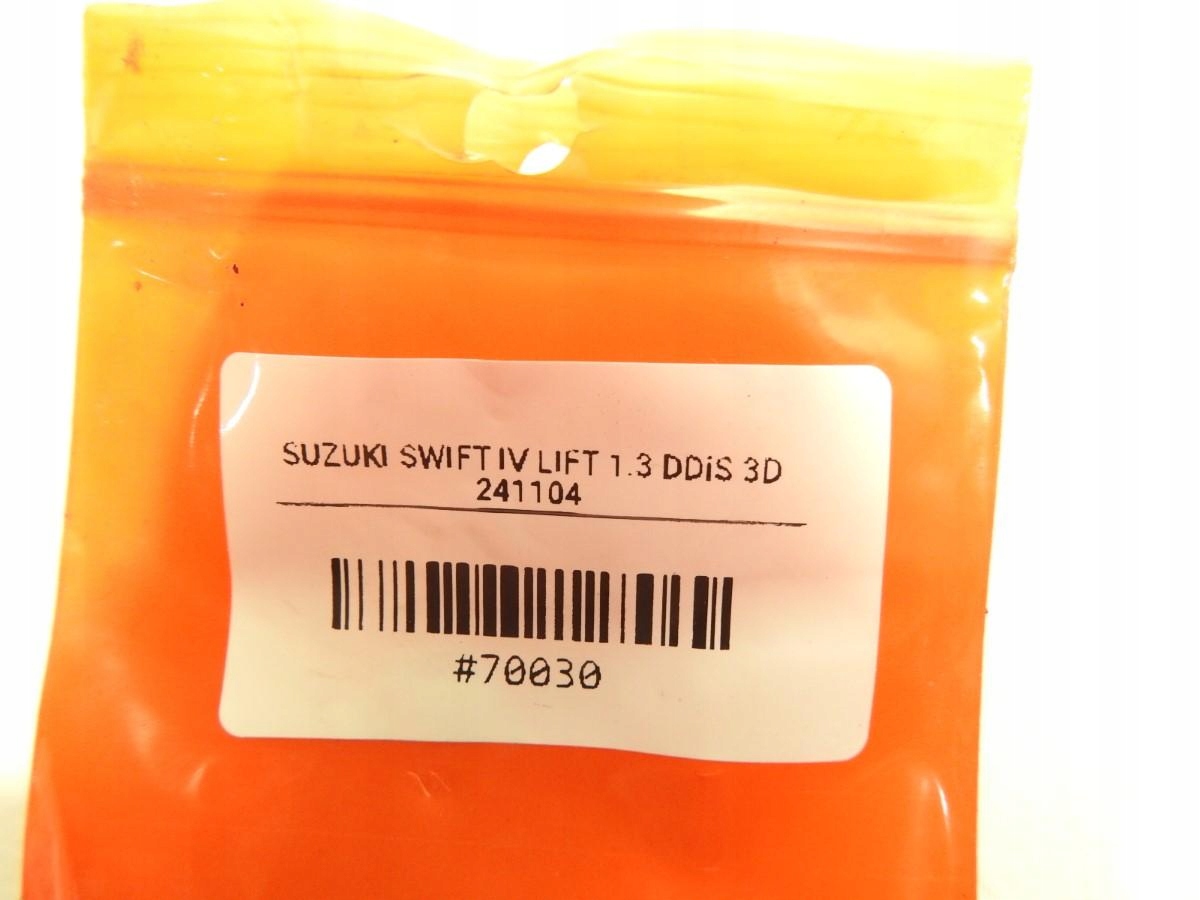 SUZUKI SWIFT IV LIFT 1.3 DDiS 3D
241104
#70030